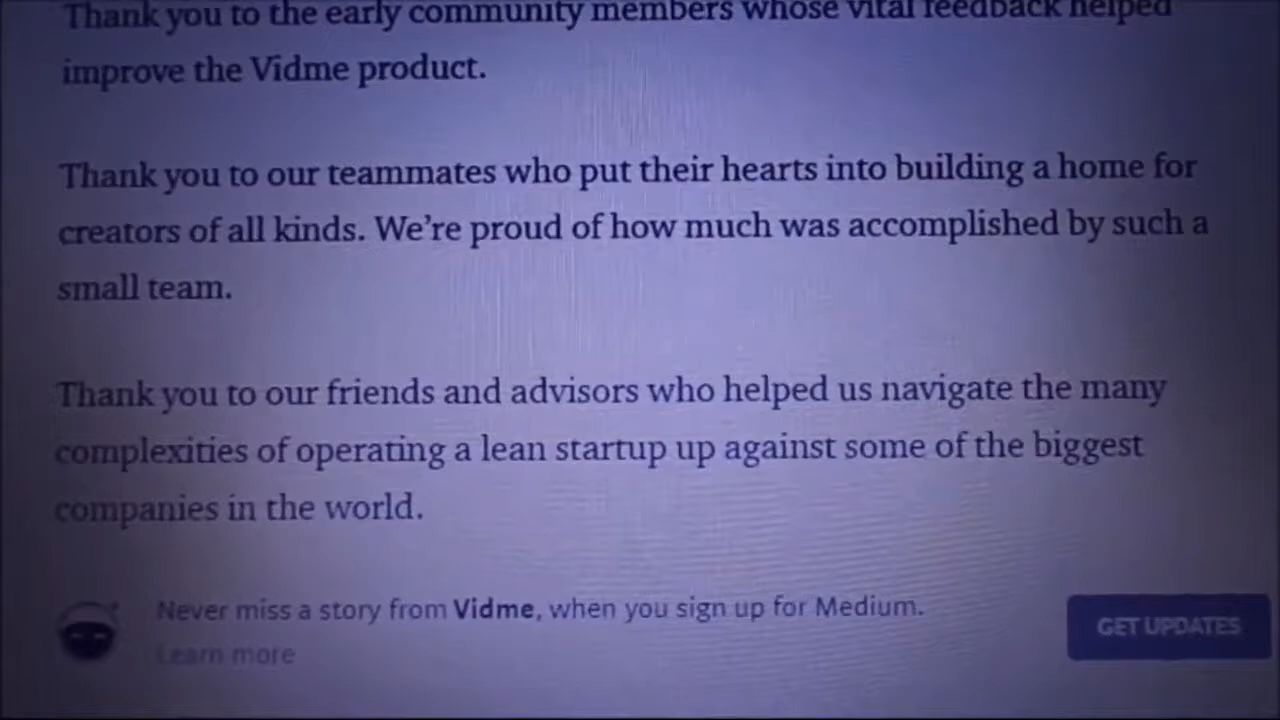 Thank you to the early community members whose vital feedback helped
improve the Vidme product.
Thank you to our teammates who put their hearts into building a home for
creators of all kinds. We’re proud of how much was accomplished by such a
small team.
Thank you to our friends and advisors who helped us navigate the many
complexities of operating a lean startup up against some of the biggest
companies in the world.
Never miss a story from Vidme, when you sign up for Medium.
Learn more
GET UPDATES